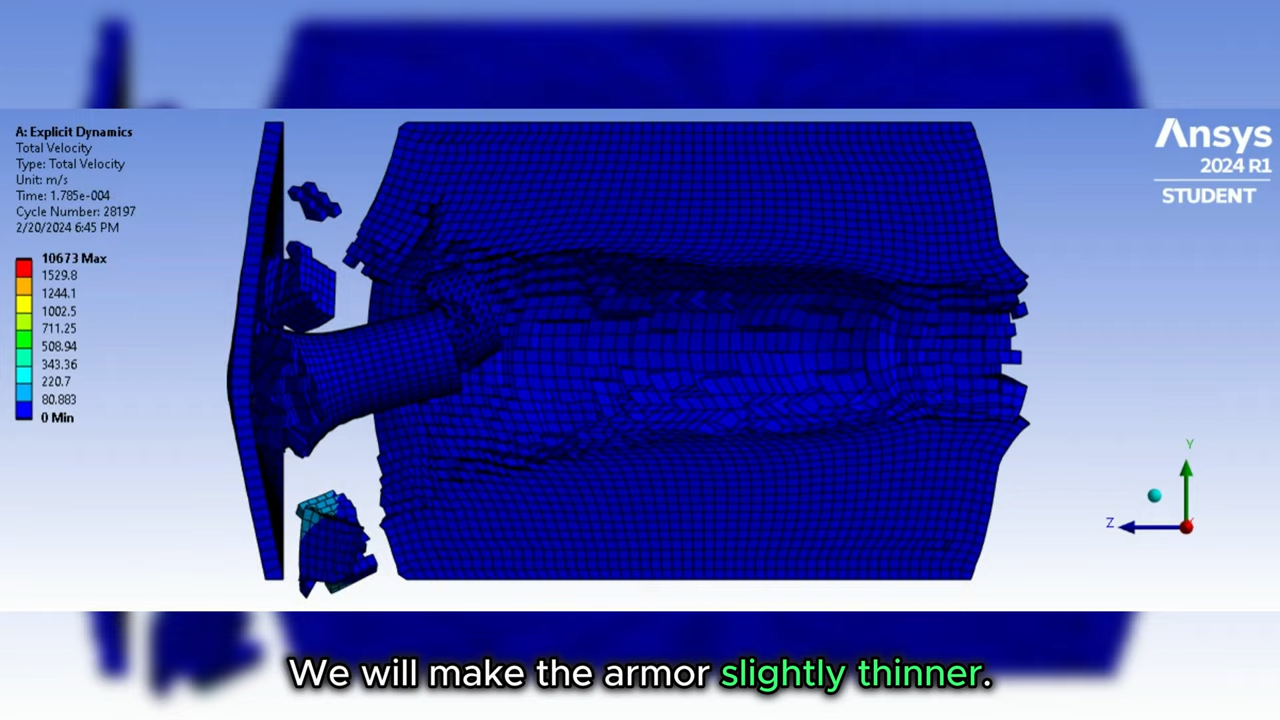 A: Explicit Dynamics
Total Velocity
Type: Total Velocity
Unit: m/s
Time: 1.785e-004
Cycle Number: 28197
2/20/2024 6:45 PM
10673 Max
1529.8
1244.1
1002.5
711.25
508.94
343.36
220.7
80.883
0 Min
Ansys
2024 R1
STUDENT
Y
Z
We will make the armor slightly thinner.